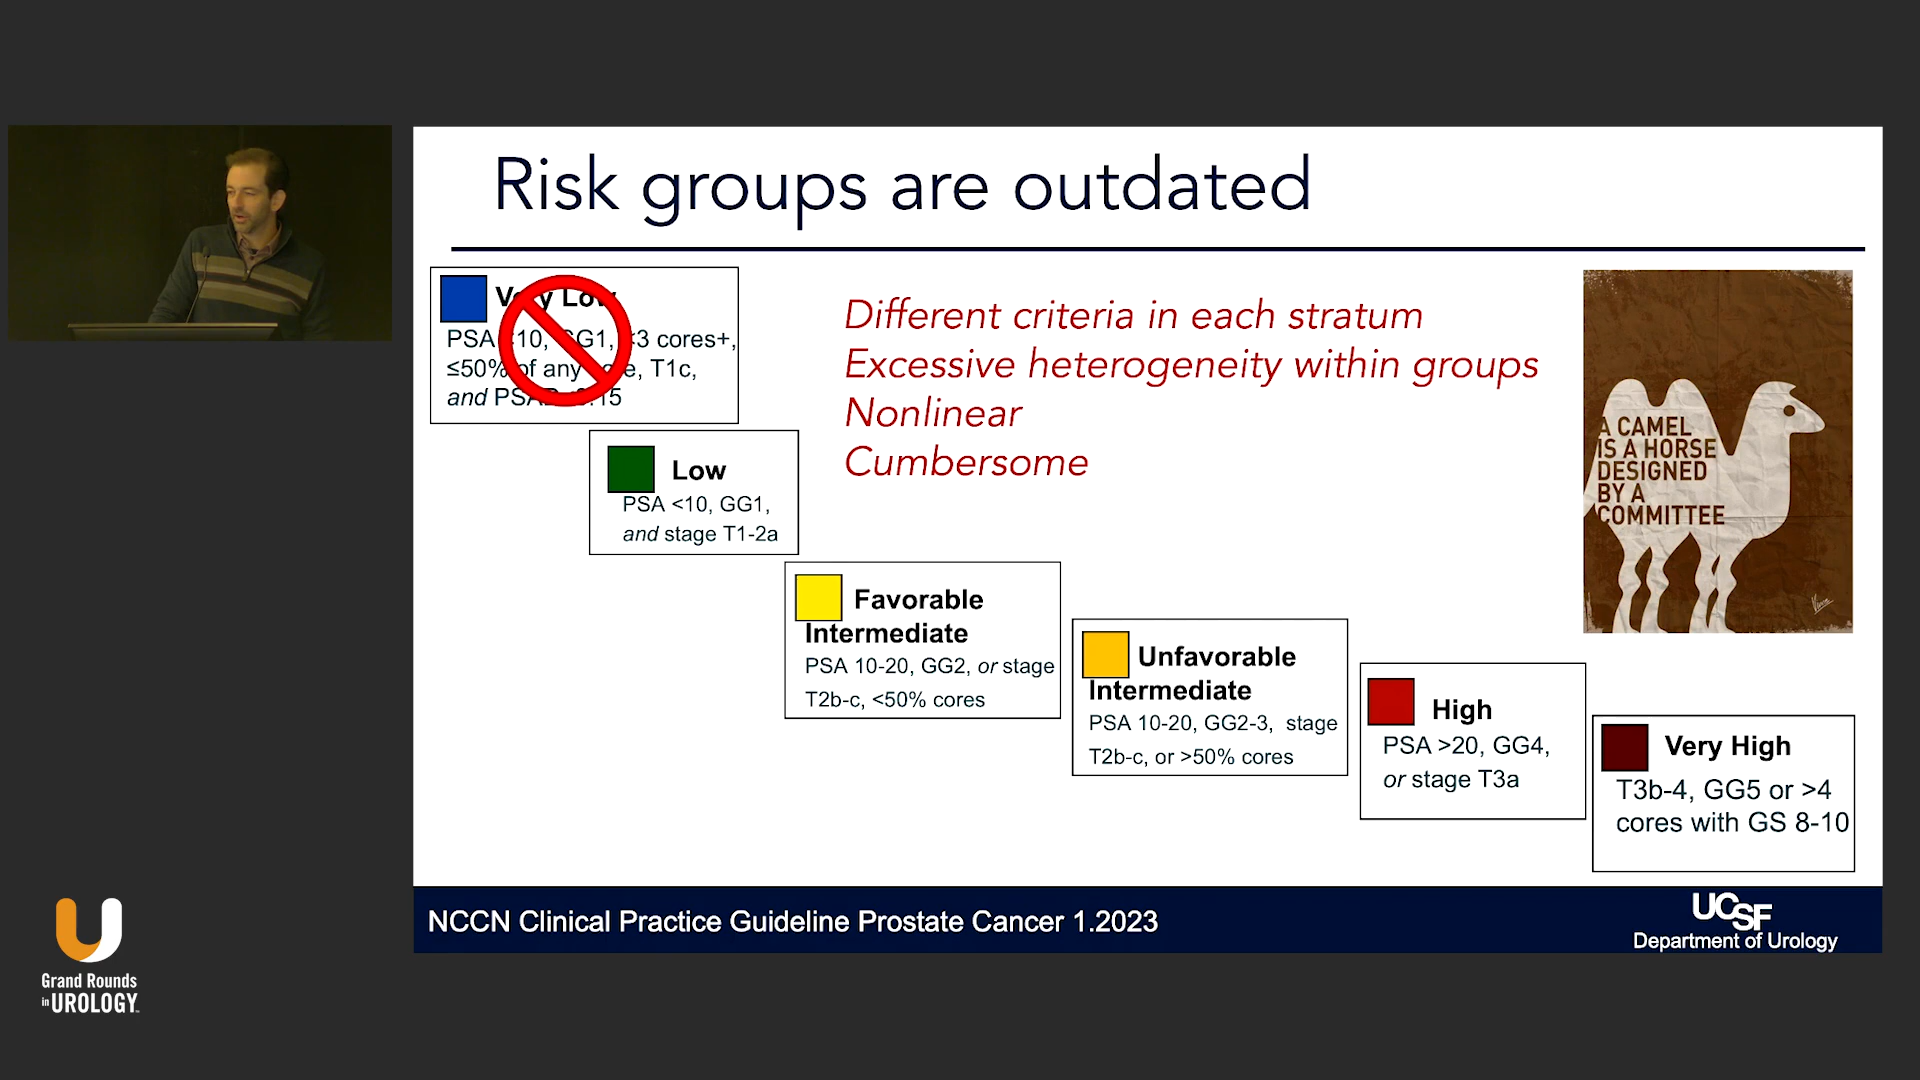 Risk groups are outdated
Very Low
PSA <10, GG1, <3 cores+,
≤50% of any core, T1c,
and PSAD <0.15
Low
PSA <10, GG1,
and stage T1-2a
Different criteria in each stratum
Excessive heterogeneity within groups
Nonlinear
Cumbersome
A CAMEL
IS A HORSE
DESIGNED
BY A
COMMITTEE
Favorable
Intermediate
PSA 10-20, GG2, or stage
T2b-c, <50% cores
Unfavorable
Intermediate
PSA 10-20, GG2-3, stage
T2b-c, or >50% cores
High
PSA >20, GG4,
or stage T3a
Very High
T3b-4, GG5 or >4
cores with GS 8-10
NCCN Clinical Practice Guideline Prostate Cancer 1.2023
UCSF
Department of Urology
Grand Rounds
in UROLOGY